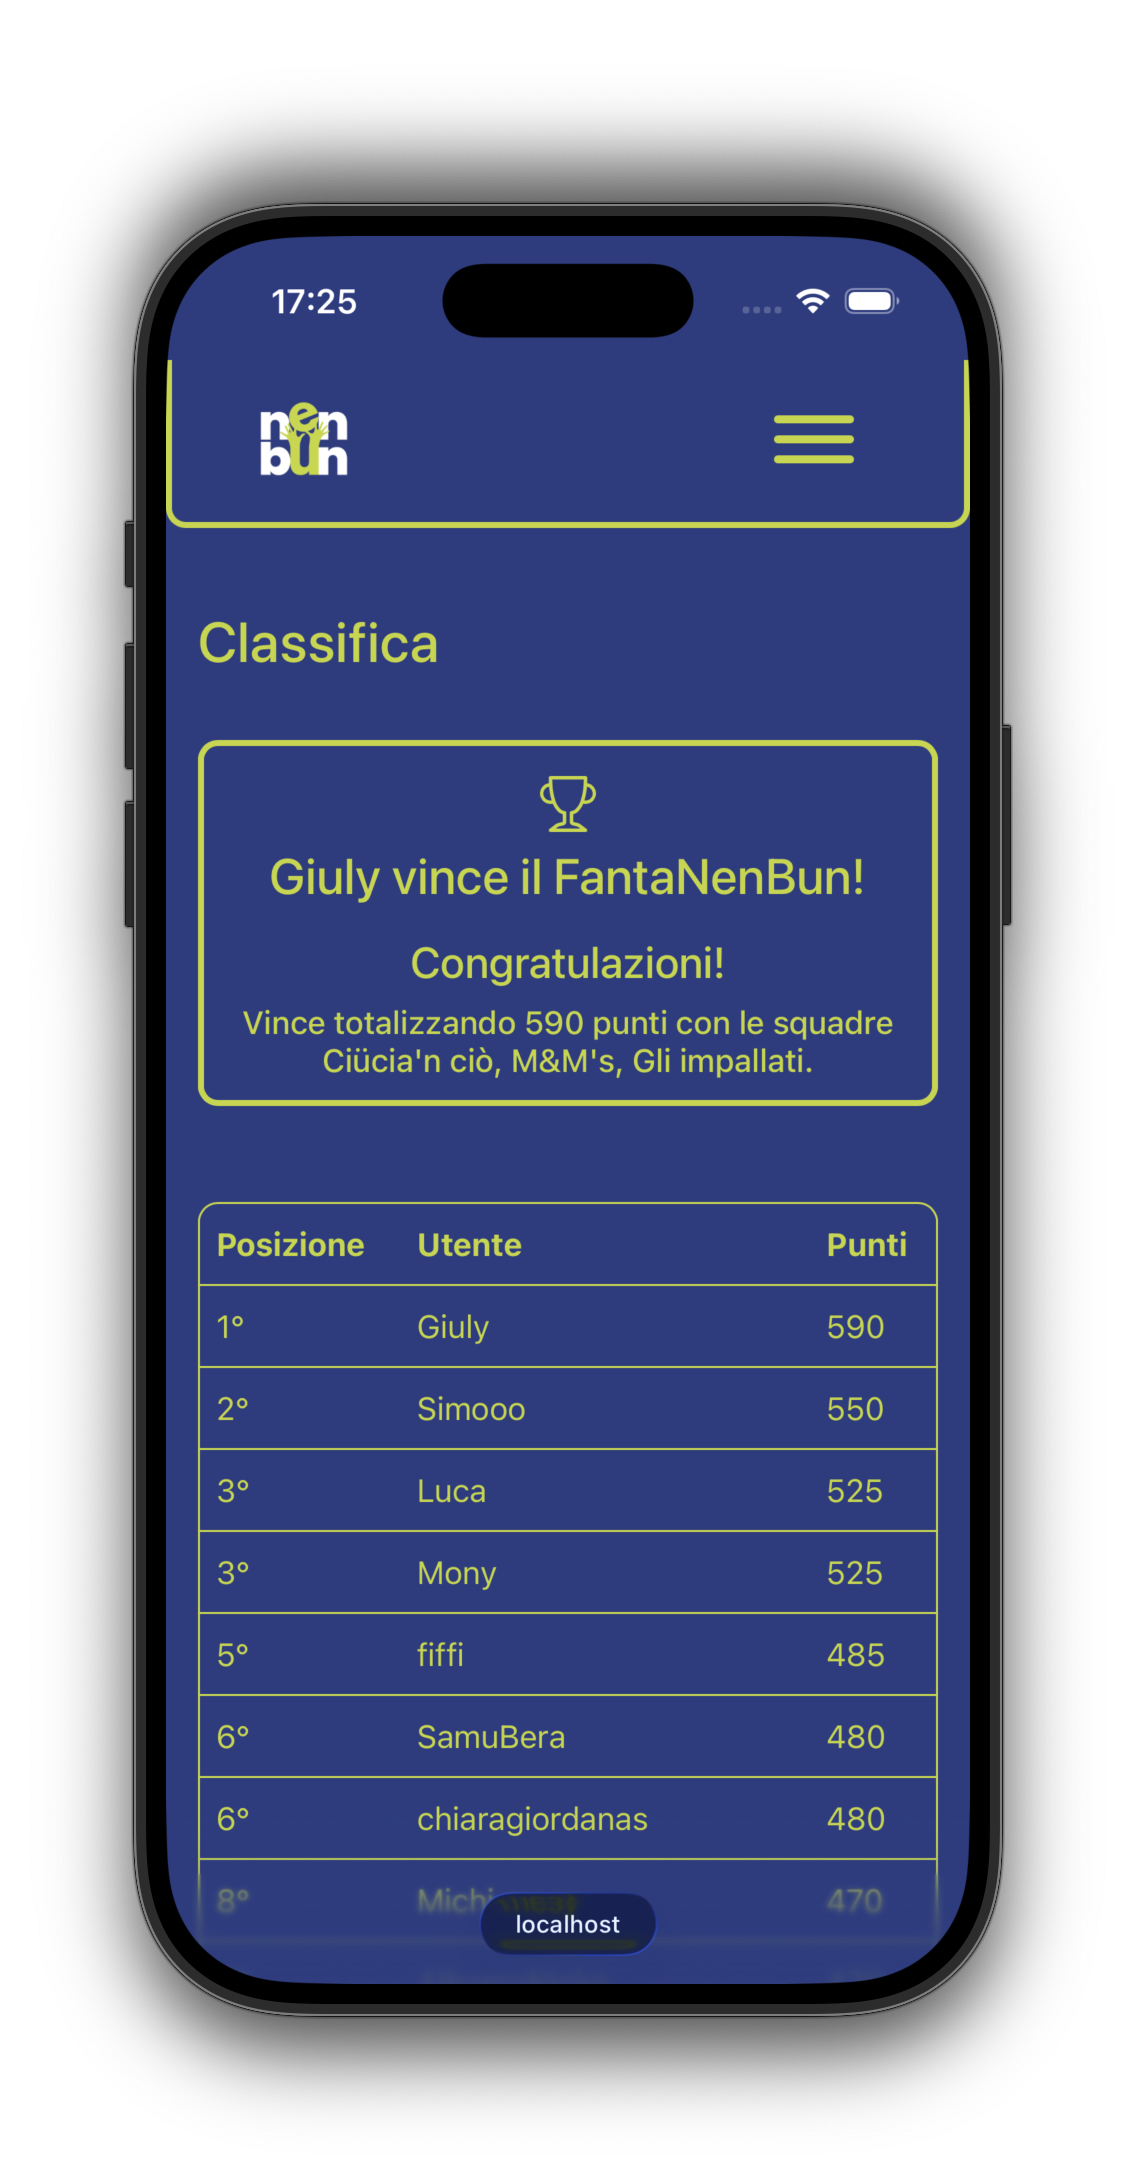 17:25
nen
bun
Classifica
Giuly vince il FantaNenBun!
Congratulazioni!
Vince totalizzando 590 punti con le squadre
Ciücia'n ciò, M&M's, Gli impallati.
Posizione Utente Punti
1° Giuly 590
2° Simooo 550
3° Luca 525
3° Mony 525
5° fiffi 485
6° SamuBera 480
6° chiaragiordanas 480
8° 470
localhost